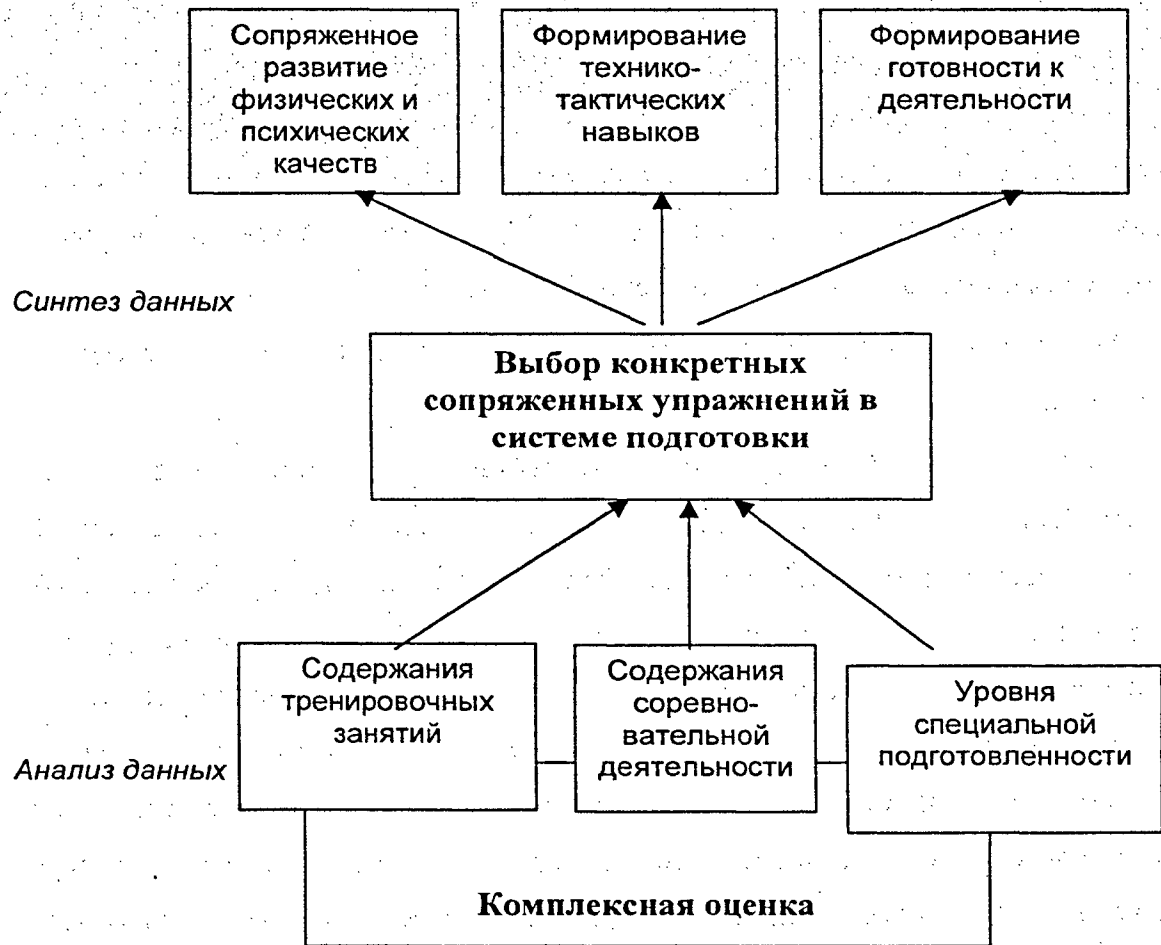 Сопряженное
развитие
физических и
психических
качеств
Формирование
технико-
тактических
навыков
Формирование
готовности к
деятельности
Синтез данных
Выбор конкретных
сопряженных упражнений в
системе подготовки
Содержания
тренировочных
занятий
Содержания
соревно-
вательной
деятельности
Уровня
специальной
подготовленности
Анализ данных
Комплексная оценка